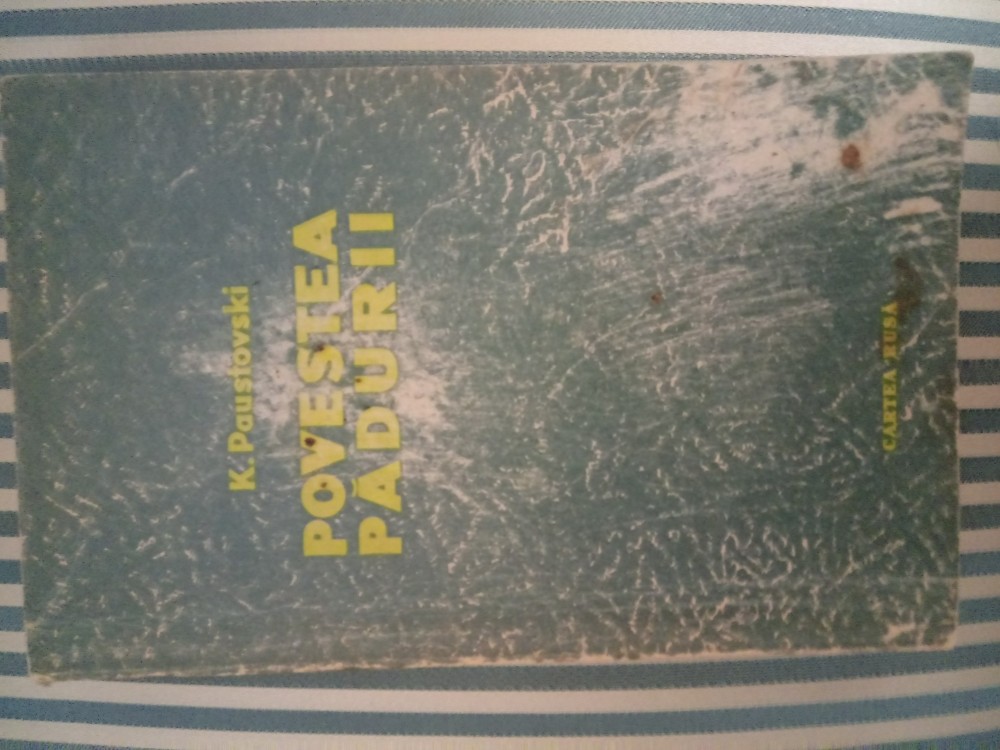 K. Paustovski
POVESTEA
PĂDURII
CARTEA RUSĂ